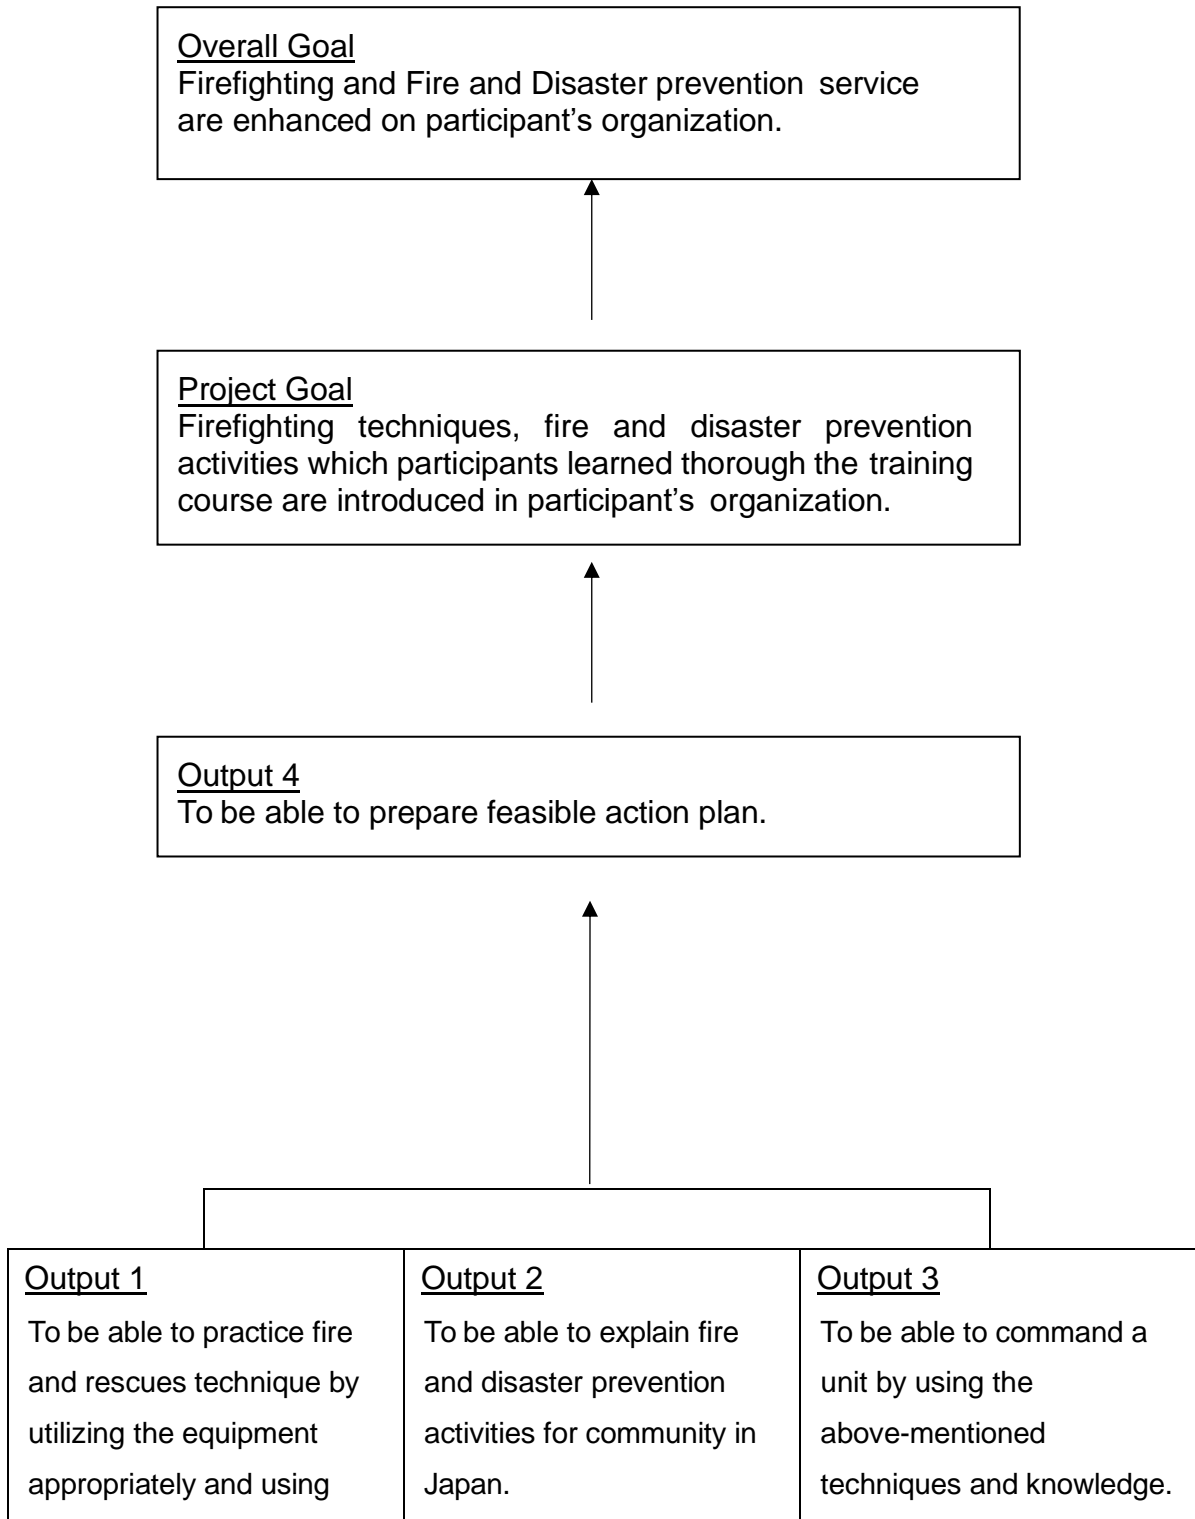 Overall Goal
Firefighting and Fire and Disaster prevention service
are enhanced on participant’s organization.
Project Goal
Firefighting techniques, fire and disaster prevention
activities which participants learned thorough the training
course are introduced in participant’s organization.
Output 4
To be able to prepare feasible action plan.
Output 1
To be able to practice fire
and rescues technique by
utilizing the equipment
appropriately and using
Output 2
To be able to explain fire
and disaster prevention
activities for community in
Japan.
Output 3
To be able to command a
unit by using the
above-mentioned
techniques and knowledge.